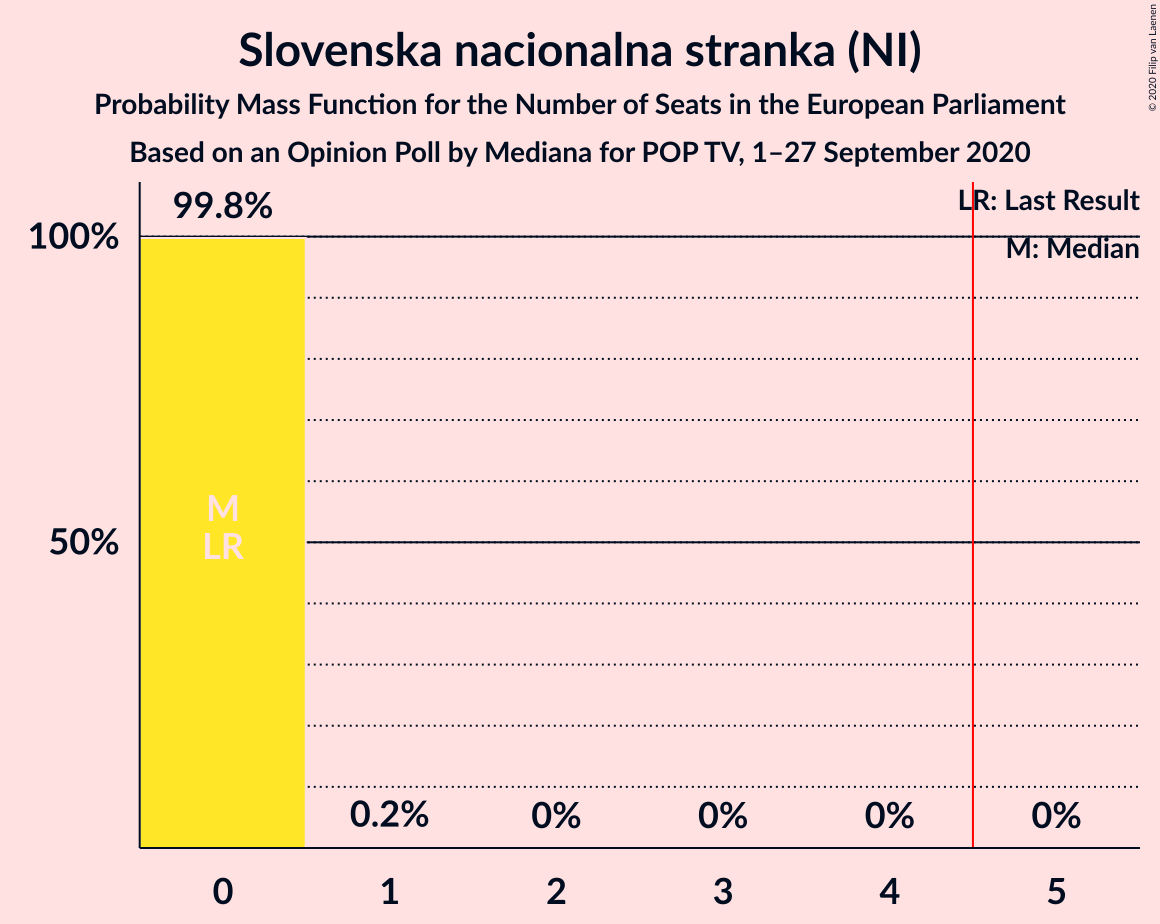 Slovenska nacionalna stranka (NI)
Probability Mass Function for the Number of Seats in the European Parliament
Based on an Opinion Poll by Mediana for POP TV, 1–27 September 2020
© 2020 Filip van Laenen
LR: Last Result
M: Median
99.8%
100%
M
LR
50%
0.2%
0%
0%
0%
0%
0
1
2
3
4
5